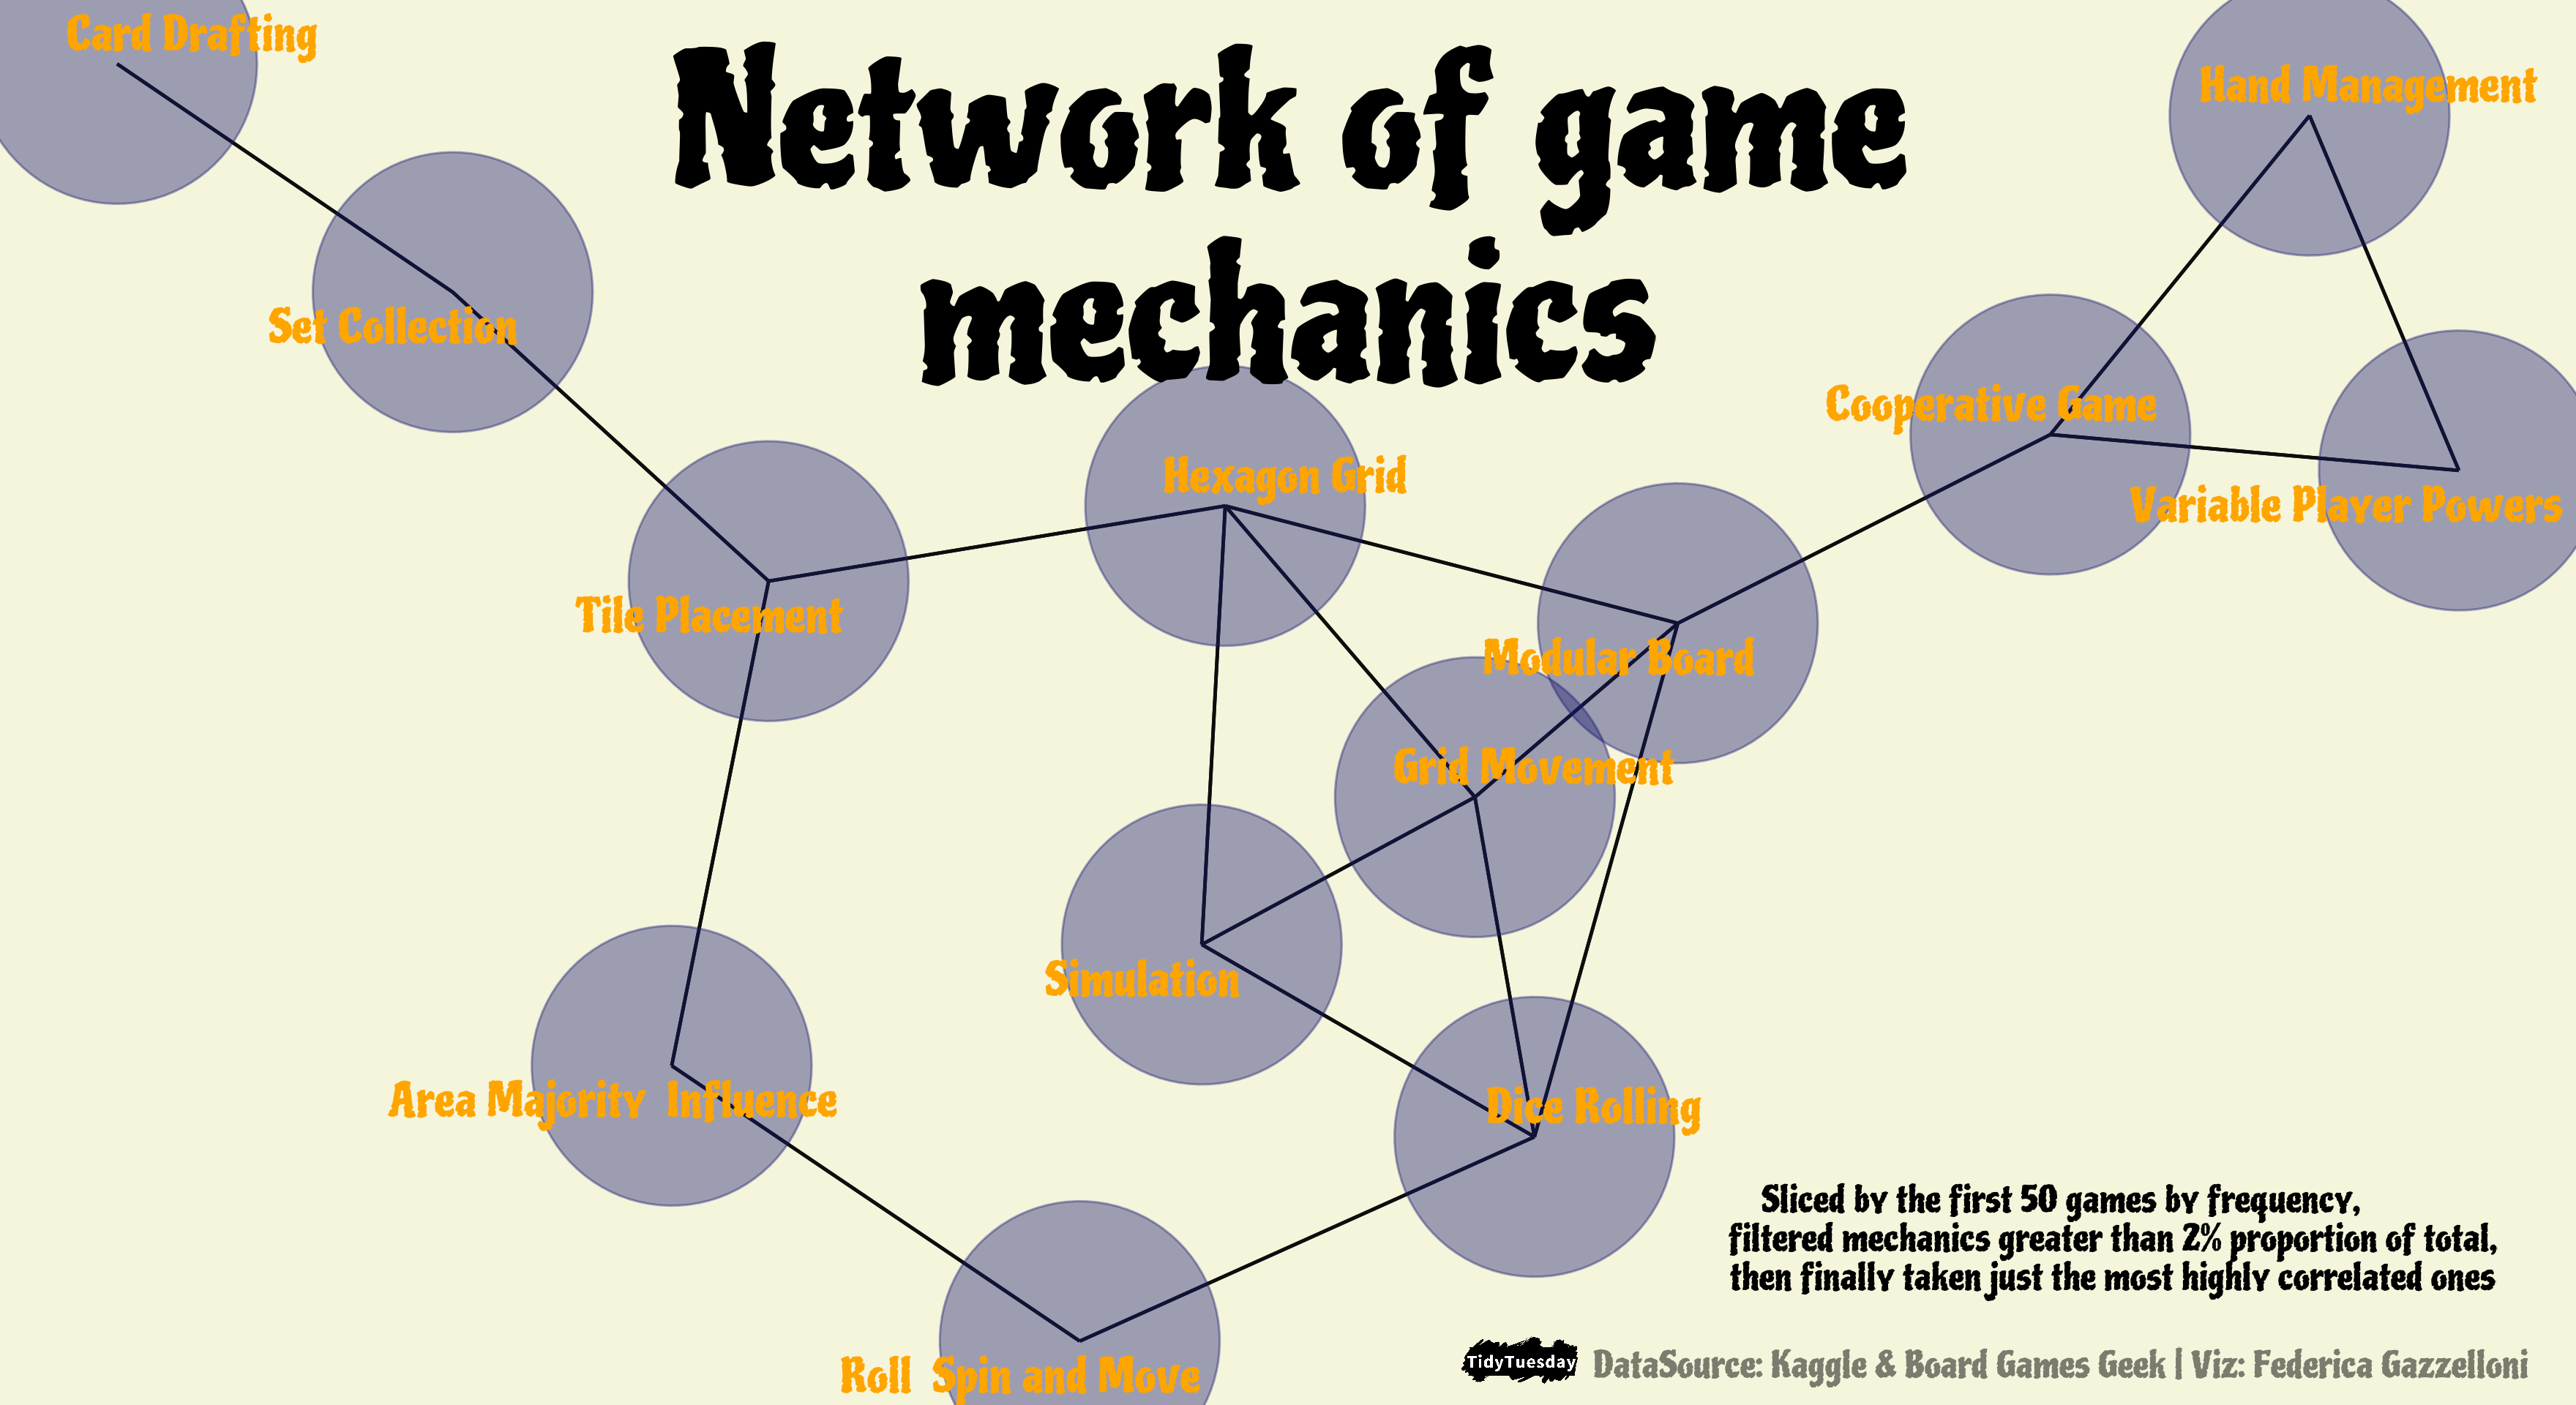 Network of game
mechanics
Card Drafting
Hand Management
Set Collection
Cooperative Game
Hexagon Grid
Variable Player Powers
Tile Placement
Modular Board
Grid Movement
Simulation
Area Majority  Influence
Dice Rolling
Roll  Spin and Move
Sliced by the first 50 games by frequency,
filtered mechanics greater than 2% proportion of total,
then finally taken just the most highly correlated ones
TidyTuesday
DataSource: Kaggle & Board Games Geek | Viz: Federica Gazzelloni